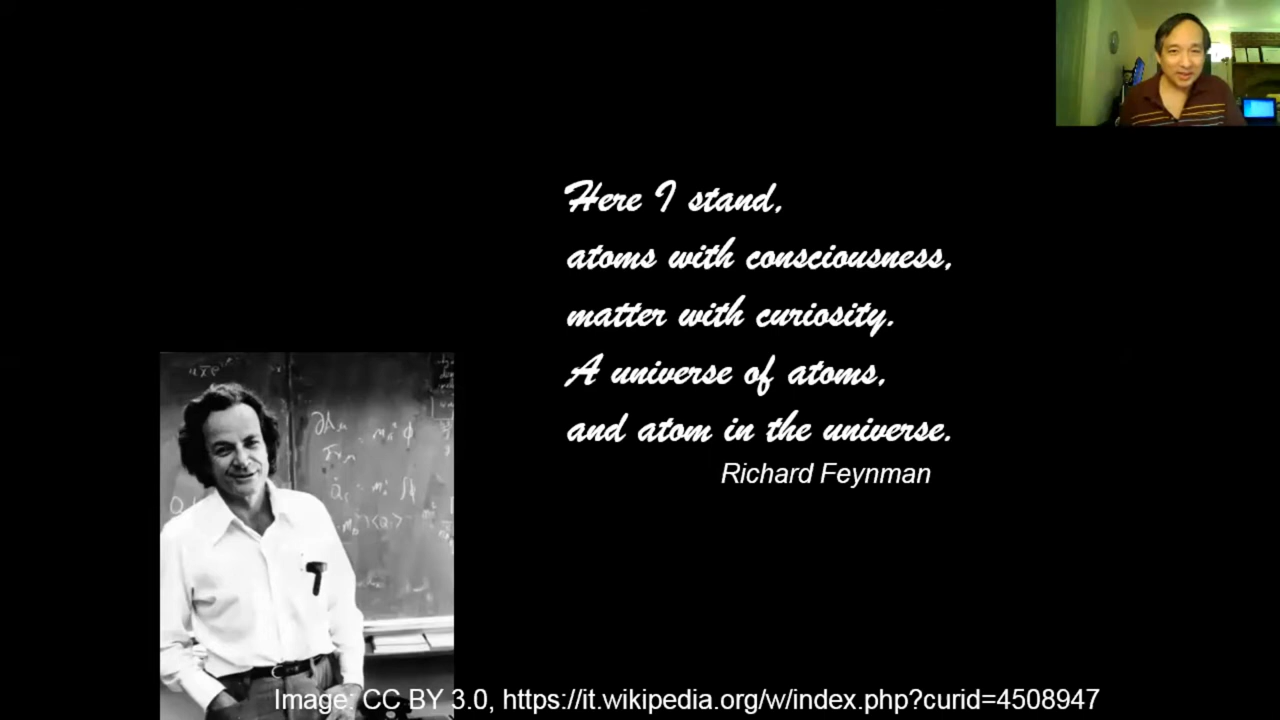 Here I stand,
atoms with consciousness,
matter with curiosity.
A universe of atoms,
and atom in the universe.
Richard Feynman
Image: CC BY 3.0, https://it.wikipedia.org/w/index.php?curid=4508947